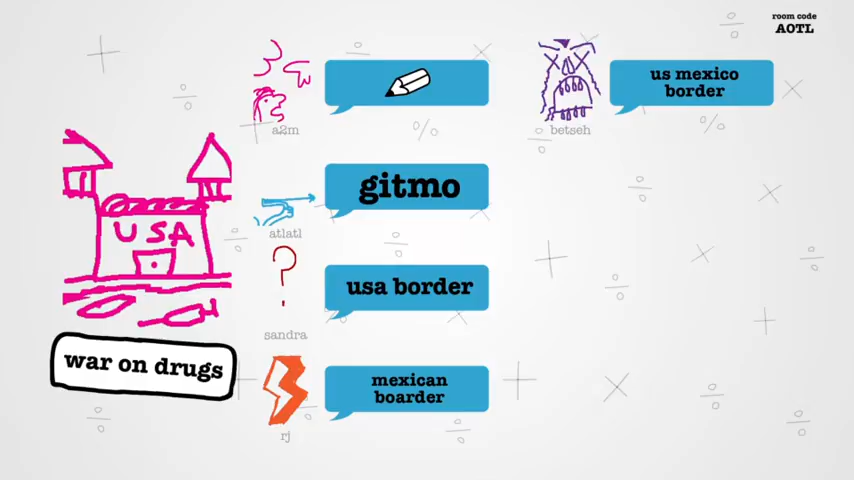 room code
AOTL
us mexico
border
a2m
betseh
gitmo
atlatl
USA
usa border
sandra
war on drugs
mexican
boarder
rj